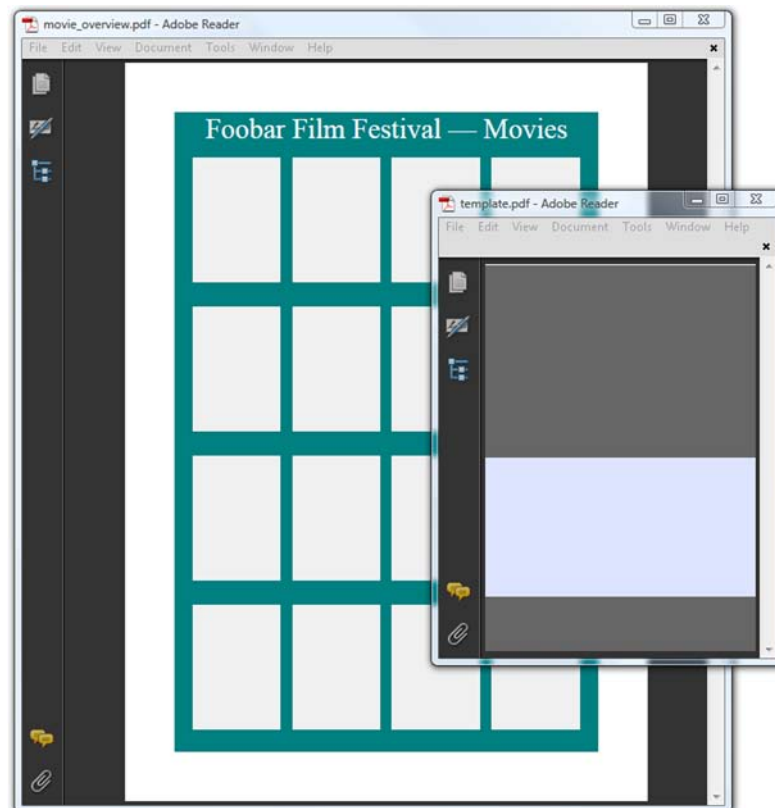 movie_overview.pdf - Adobe Reader
File Edit View Document Tools Window Help
Foobar Film Festival — Movies
template.pdf - Adobe Reader
File Edit View Document Tools Window Help